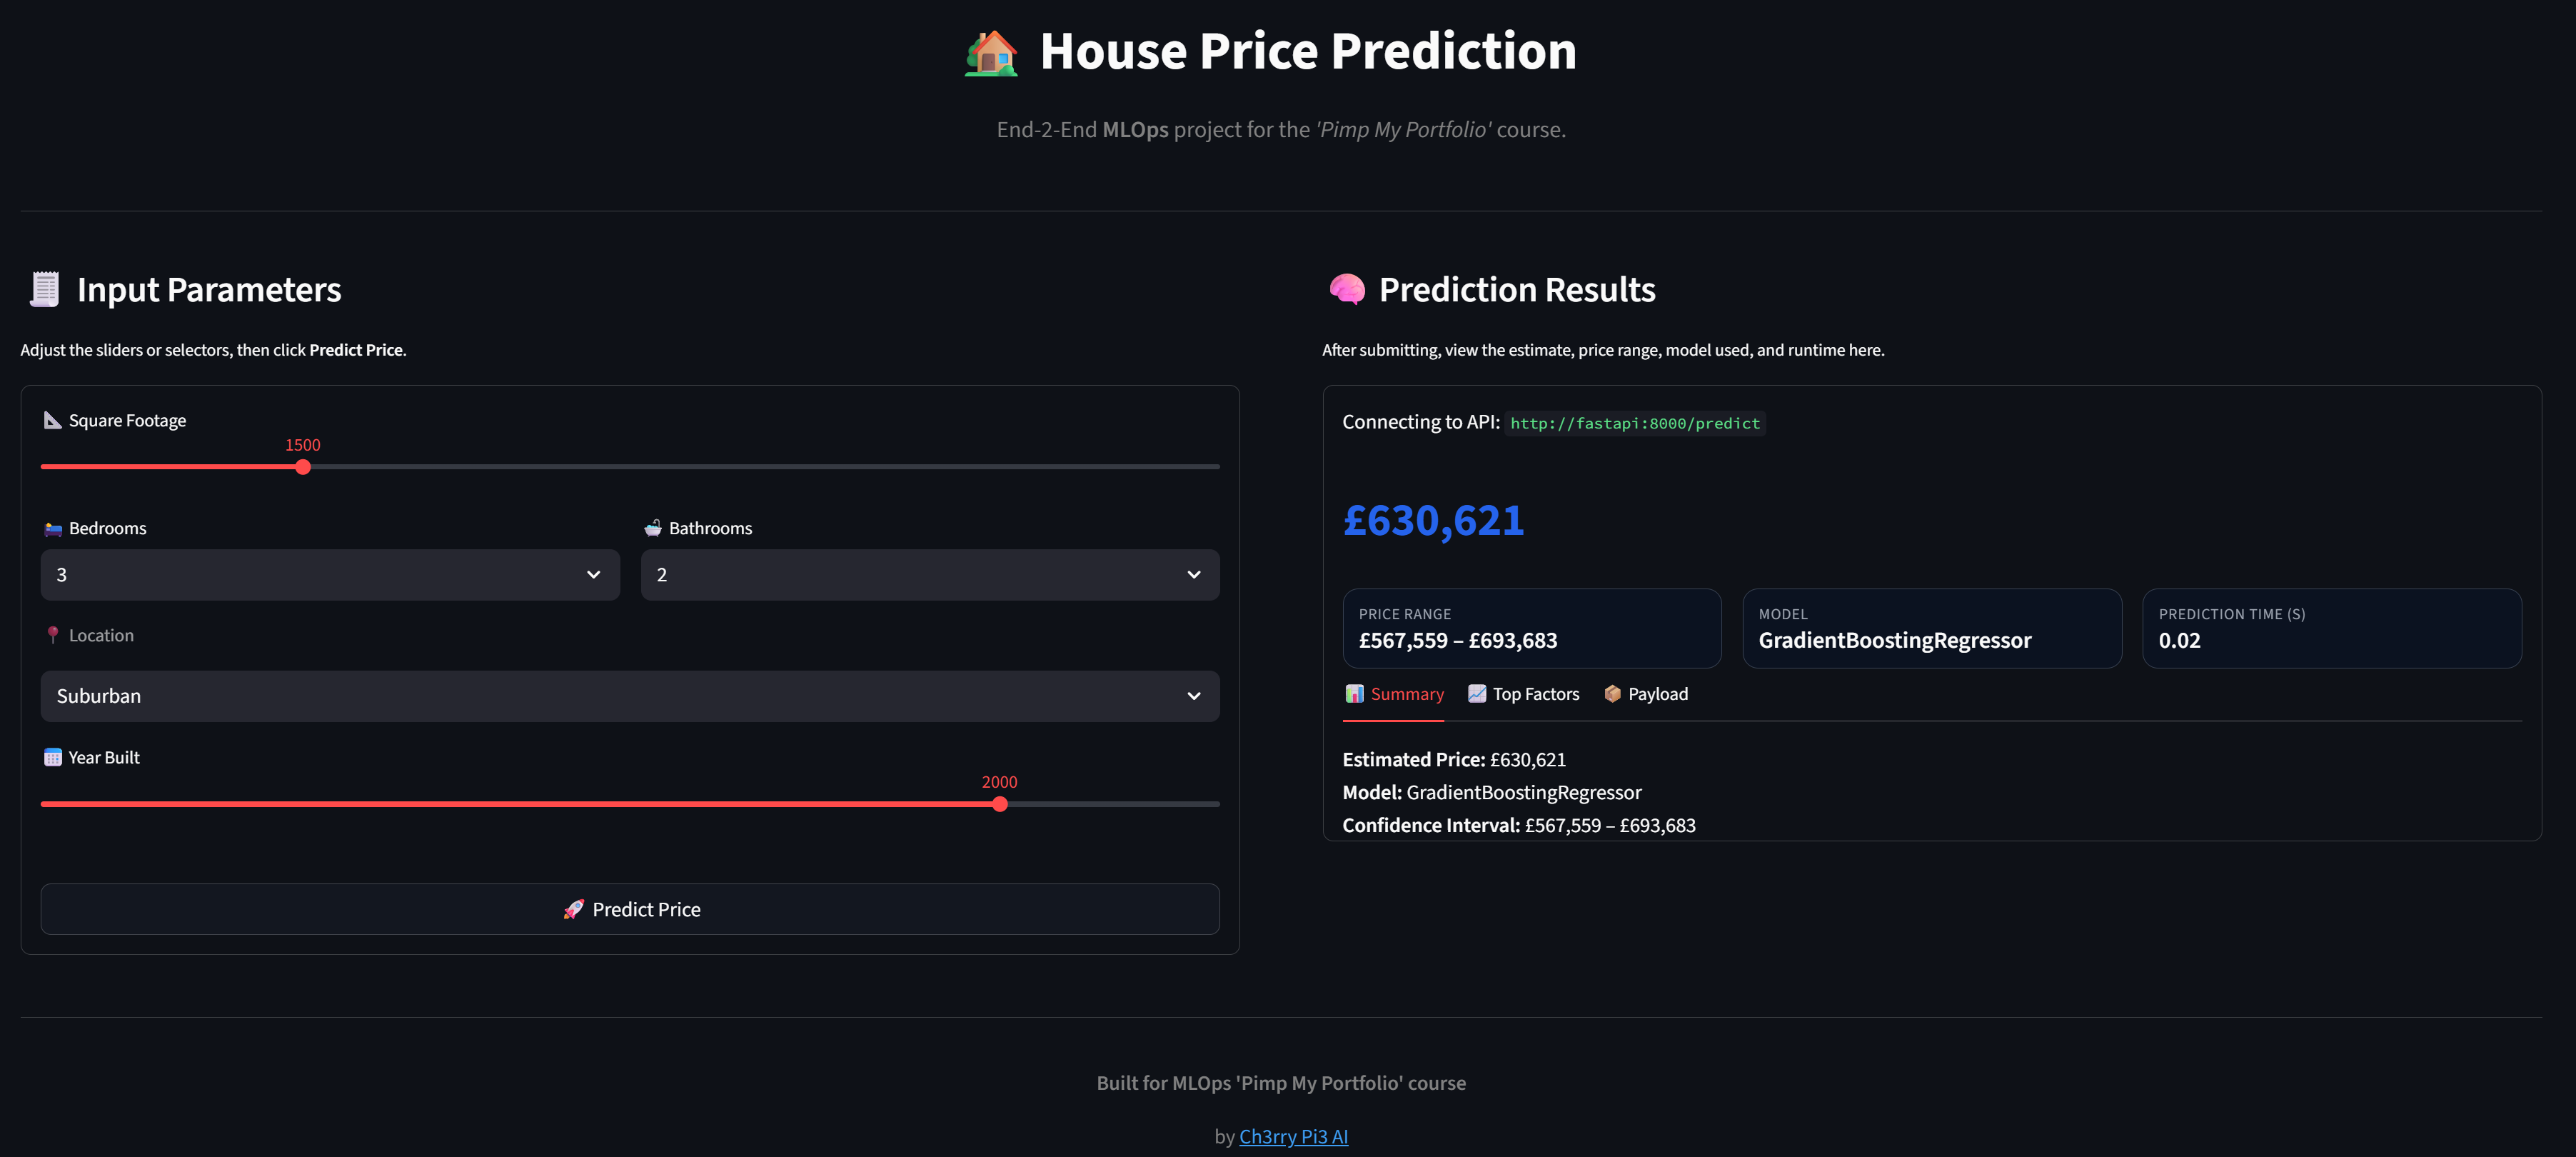 House Price Prediction
End-2-End MLOps project for the 'Pimp My Portfolio' course.
Input Parameters
Adjust the sliders or selectors, then click Predict Price.
Square Footage
1500
Bedrooms
3
Bathrooms
2
Location
Suburban
Year Built
2000
Predict Price
Prediction Results
After submitting, view the estimate, price range, model used, and runtime here.
Connecting to API: http://fastapi:8000/predict
£630,621
PRICE RANGE
£567,559 – £693,683
MODEL
GradientBoostingRegressor
PREDICTION TIME (S)
0.02
Summary Top Factors Payload
Estimated Price: £630,621
Model: GradientBoostingRegressor
Confidence Interval: £567,559 – £693,683
Built for MLOps 'Pimp My Portfolio' course
by Ch3rry Pi3 AI